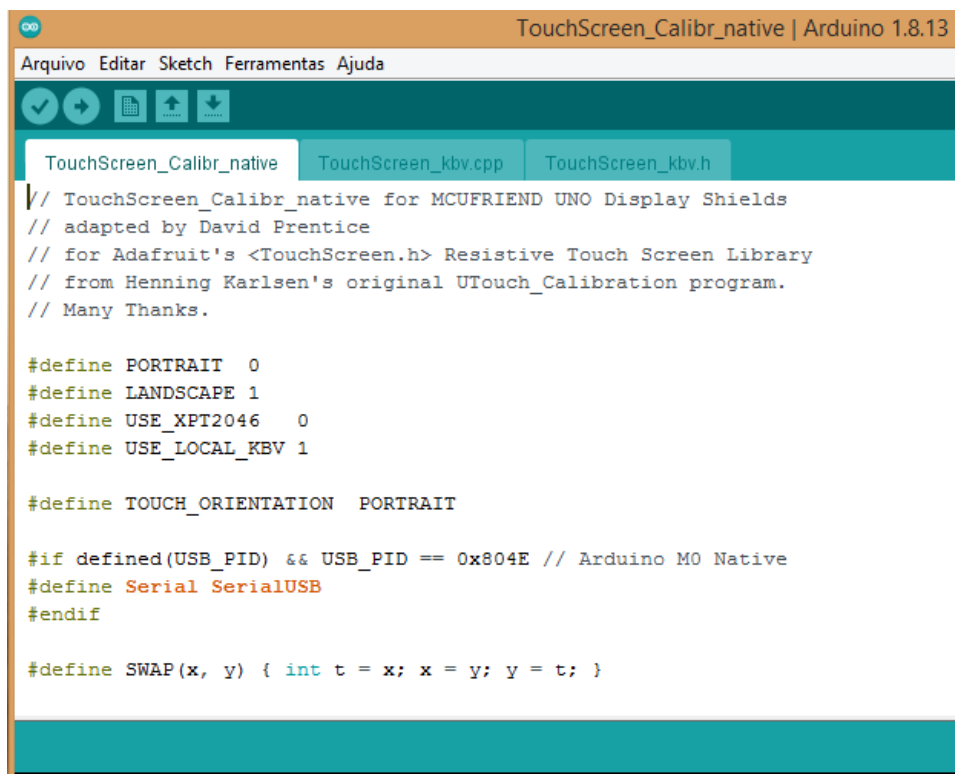 TouchScreen_Calibr_native | Arduino 1.8.13
Arquivo Editar Sketch Ferramentas Ajuda
TouchScreen_Calibr_native TouchScreen_kbv.cpp TouchScreen_kbv.h
// TouchScreen_Calibr_native for MCUFRIEND UNO Display Shields
// adapted by David Prentice
// for Adafruit's <TouchScreen.h> Resistive Touch Screen Library
// from Henning Karlsen's original UTouch_Calibration program.
// Many Thanks.
#define PORTRAIT  0
#define LANDSCAPE 1
#define USE_XPT2046   0
#define USE_LOCAL_KBV 1
#define TOUCH_ORIENTATION  PORTRAIT
#if defined(USB_PID) && USB_PID == 0x804E // Arduino M0 Native
#define Serial SerialUSB
#endif
#define SWAP(x, y) { int t = x; x = y; y = t; }